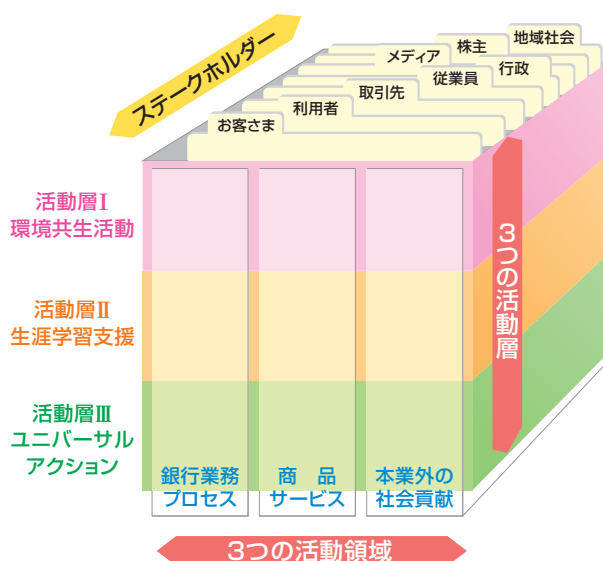 ステークホルダー
地域社会
株主
メディア
行政
従業員
取引先
利用者
お客さま
活動層Ⅰ
環境共生活動
活動層Ⅱ
生涯学習支援
活動層Ⅲ
ユニバーサル
アクション
3つの活動層
銀行業務
プロセス
商 品
サービス
本業外の
社会貢献
3つの活動領域